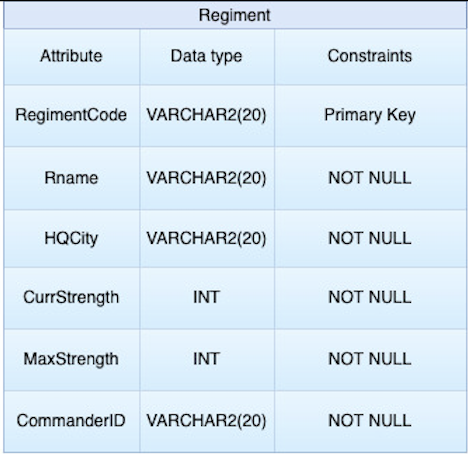 Regiment
Attribute Data type Constraints
RegimentCode VARCHAR2(20) Primary Key
Rname VARCHAR2(20) NOT NULL
HQCity VARCHAR2(20) NOT NULL
CurrStrength INT NOT NULL
MaxStrength INT NOT NULL
CommanderID VARCHAR2(20) NOT NULL